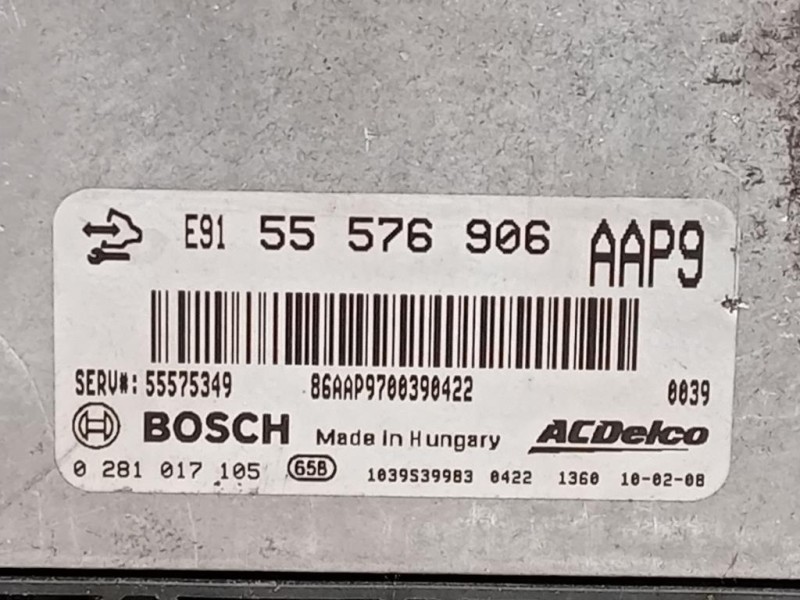 E91 55 576 906 AAP9
SERV#: 55575349 86AAP9700390422 0039
BOSCH Made in Hungary ACDelco
0 281 017 105 65B 1039S39983 0422 1360 10-02-08